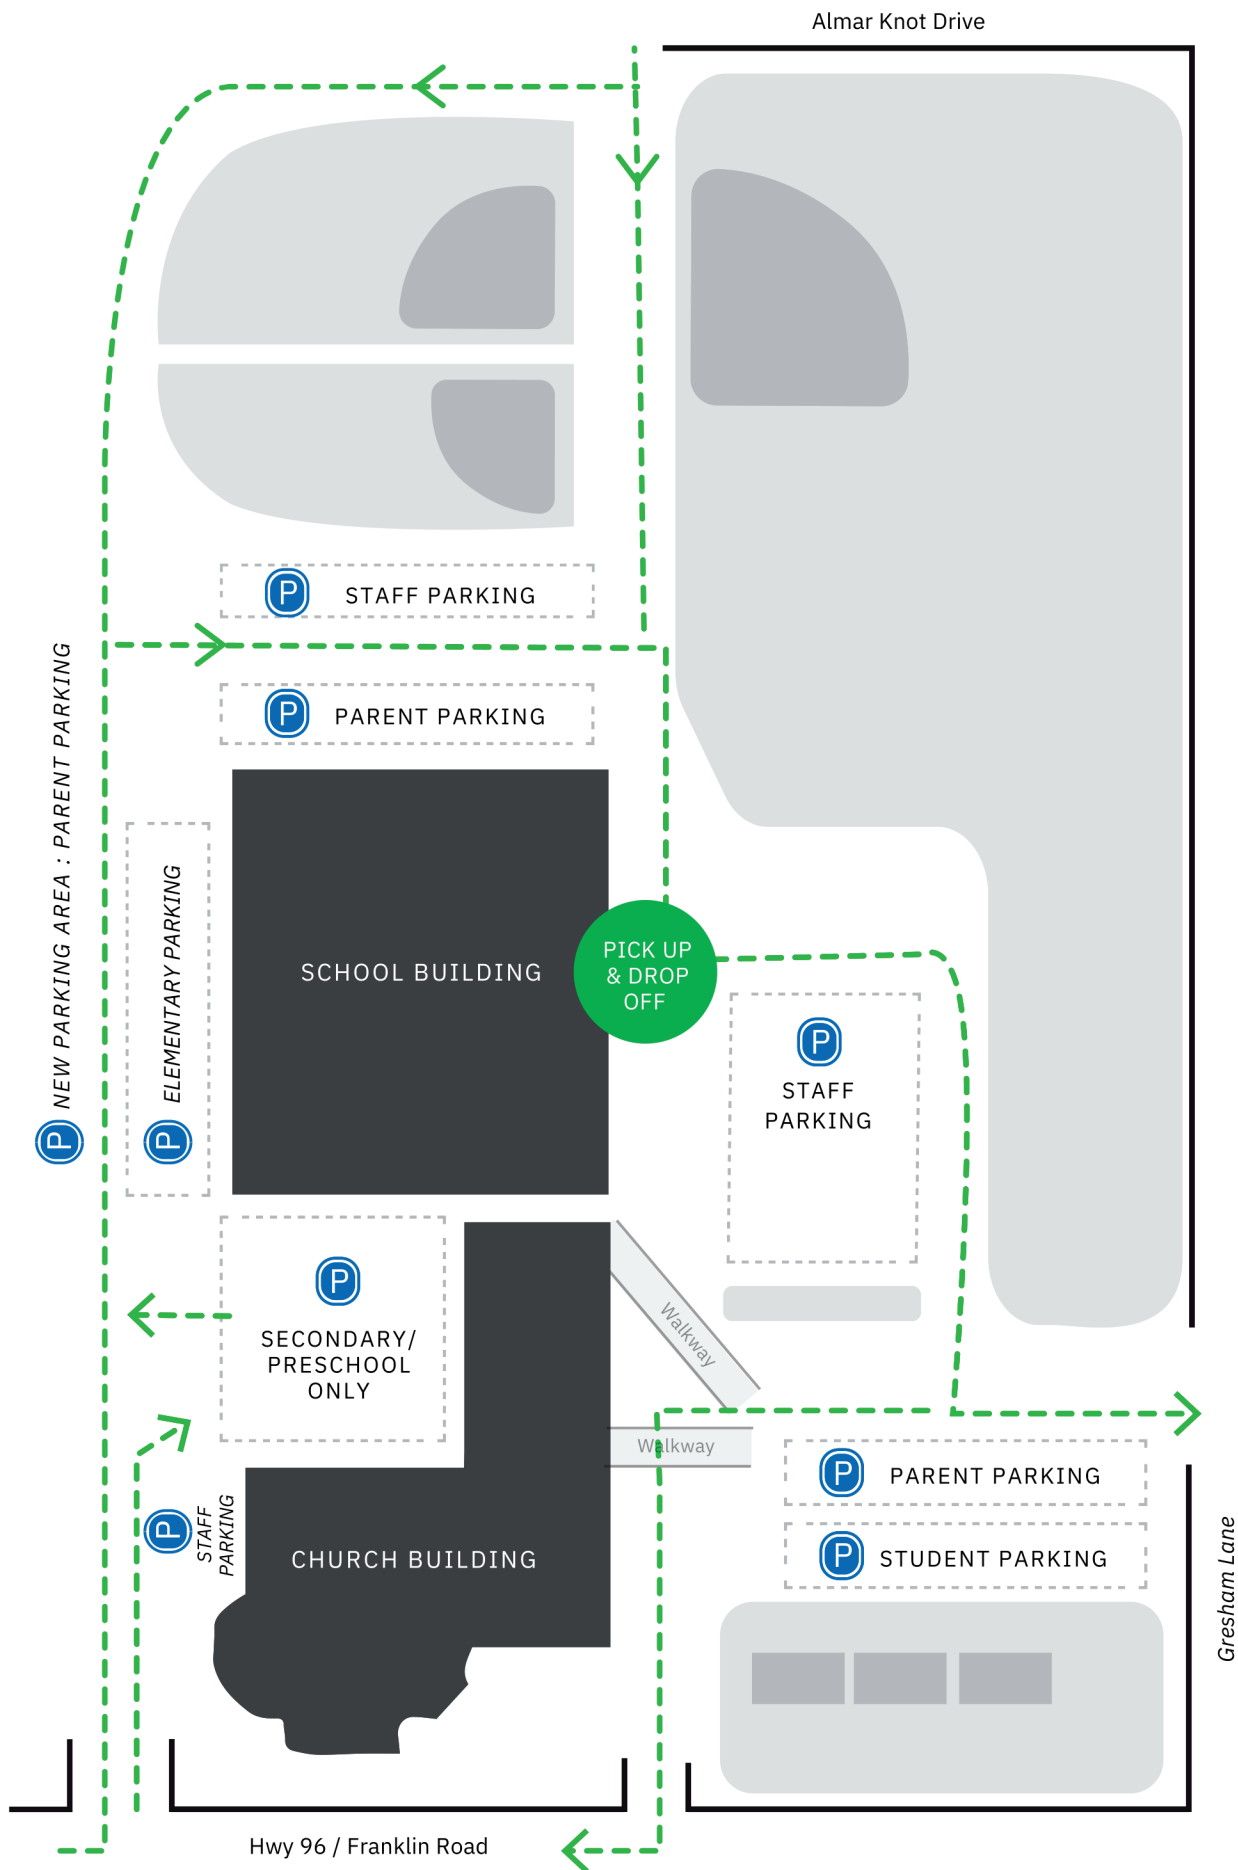 Almar Knot Drive
P STAFF PARKING
P PARENT PARKING
P NEW PARKING AREA : PARENT PARKING
P ELEMENTARY PARKING
SCHOOL BUILDING
PICK UP
& DROP
OFF
P
STAFF
PARKING
P
SECONDARY/
PRESCHOOL
ONLY
Walkway
Walkway
P PARENT PARKING
P STUDENT PARKING
P
STAFF
PARKING
CHURCH BUILDING
Gresham Lane
Hwy 96 / Franklin Road